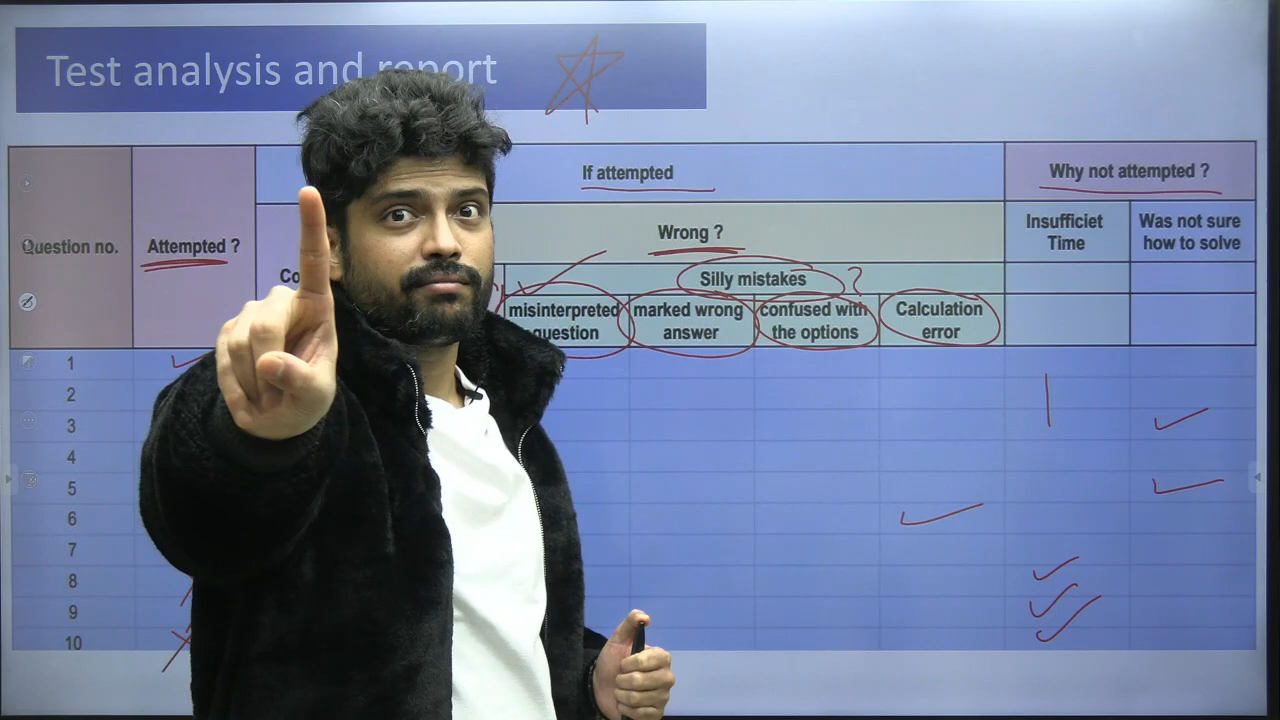 Test analysis and report
If attempted
Why not attempted ?
Question no.
Attempted ?
Wrong ?
Insufficiet
Time
Was not sure
how to solve
Silly mistakes
?
misinterpreted
question
marked wrong
answer
confused with
the options
Calculation
error
1
2
3
4
5
6
7
8
9
10